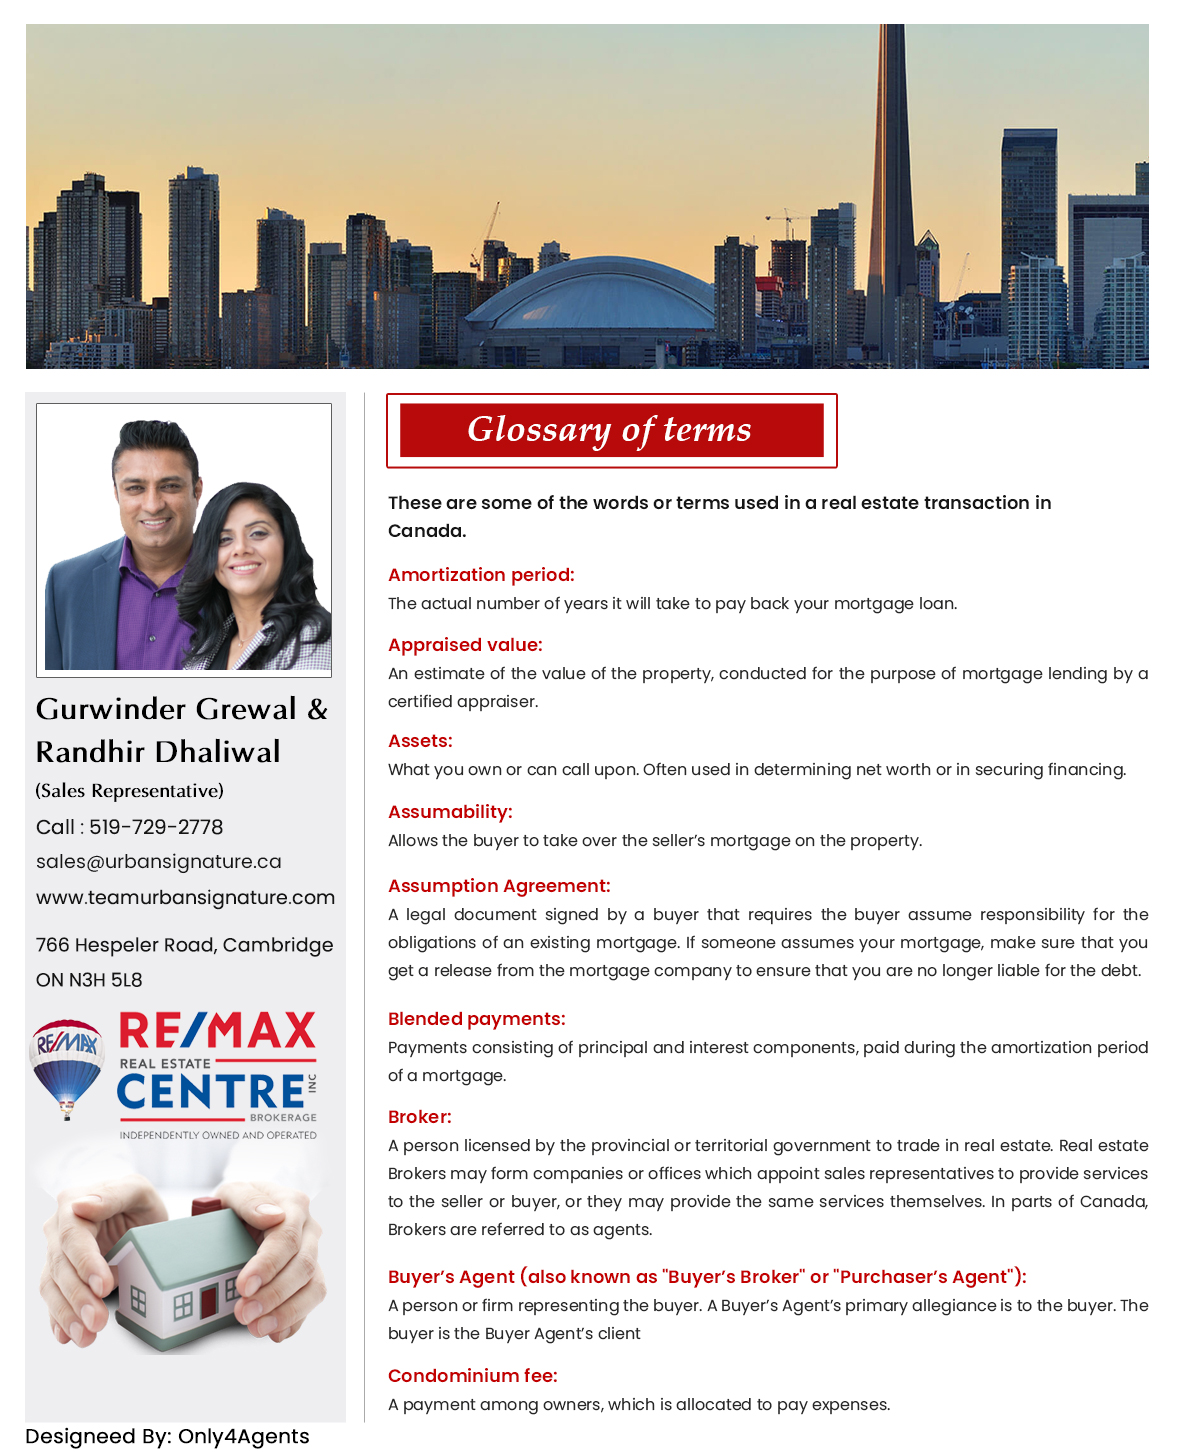 Gurwinder Grewal &
Randhir Dhaliwal
(Sales Representative)
Call : 519-729-2778
sales@urbansignature.ca
www.teamurbansignature.com
766 Hespeler Road, Cambridge
ON N3H 5L8
RE/MAX
RE/MAX
REAL ESTATE
CENTRE INC
BROKERAGE
INDEPENDENTLY OWNED AND OPERATED
Designeed By: Only4Agents
Glossary of terms
These are some of the words or terms used in a real estate transaction in
Canada.
Amortization period:
The actual number of years it will take to pay back your mortgage loan.
Appraised value:
An estimate of the value of the property, conducted for the purpose of mortgage lending by a
certified appraiser.
Assets:
What you own or can call upon. Often used in determining net worth or in securing financing.
Assumability:
Allows the buyer to take over the seller’s mortgage on the property.
Assumption Agreement:
A legal document signed by a buyer that requires the buyer assume responsibility for the
obligations of an existing mortgage. If someone assumes your mortgage, make sure that you
get a release from the mortgage company to ensure that you are no longer liable for the debt.
Blended payments:
Payments consisting of principal and interest components, paid during the amortization period
of a mortgage.
Broker:
A person licensed by the provincial or territorial government to trade in real estate. Real estate
Brokers may form companies or offices which appoint sales representatives to provide services
to the seller or buyer, or they may provide the same services themselves. In parts of Canada,
Brokers are referred to as agents.
Buyer’s Agent (also known as "Buyer’s Broker" or "Purchaser’s Agent"):
A person or firm representing the buyer. A Buyer’s Agent’s primary allegiance is to the buyer. The
buyer is the Buyer Agent’s client
Condominium fee:
A payment among owners, which is allocated to pay expenses.